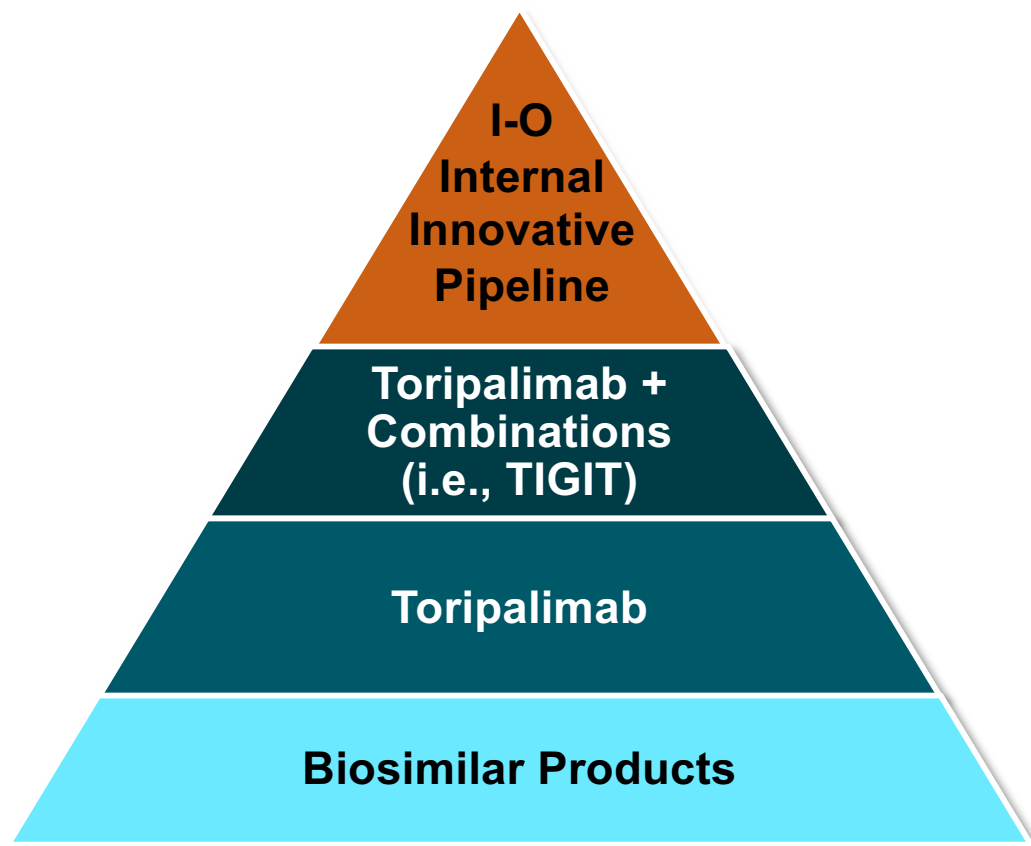 I-O
Internal
Innovative
Pipeline
Toripalimab +
Combinations
(i.e., TIGIT)
Toripalimab
Biosimilar Products